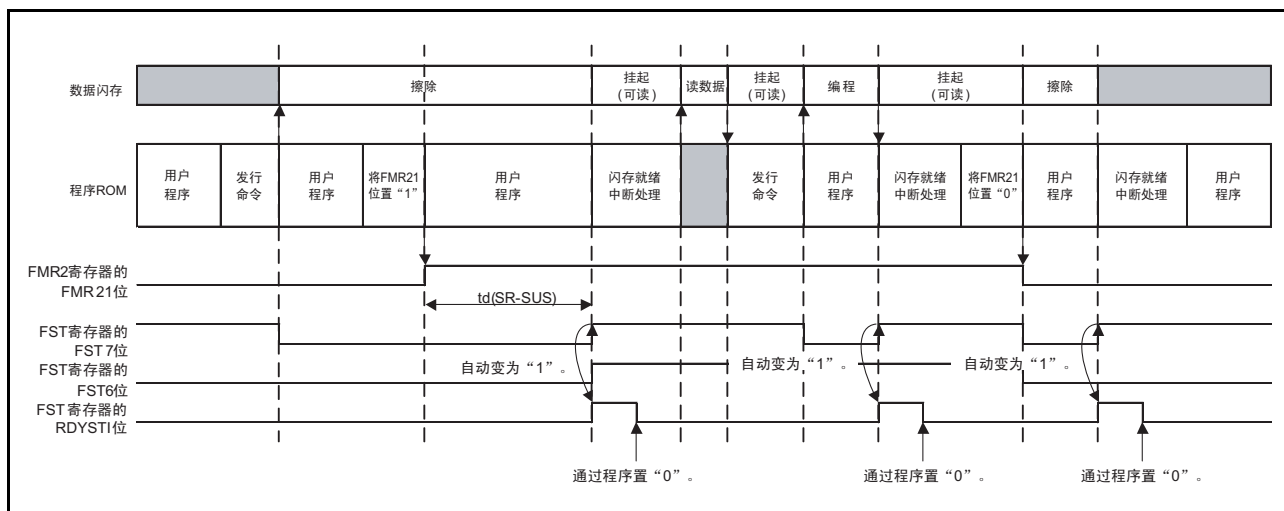 数据闪存
擦除
挂起
(可读)
读数据
挂起
(可读)
编程
挂起
(可读)
擦除
程序ROM
用户
程序
发行
命令
用户
程序
将FMR21
位置“1”
用户
程序
闪存就绪
中断处理
发行
命令
用户
程序
闪存就绪
中断处理
将FMR21
位置“0”
用户
程序
闪存就绪
中断处理
用户
程序
FMR2寄存器的
FMR21位
td(SR-SUS)
FST寄存器的
FST7位
自动变为“1”。
自动变为“1”。
自动变为“1”。
FST寄存器的
FST6位
FST寄存器的
RDYSTI位
通过程序置“0”。
通过程序置“0”。
通过程序置“0”。